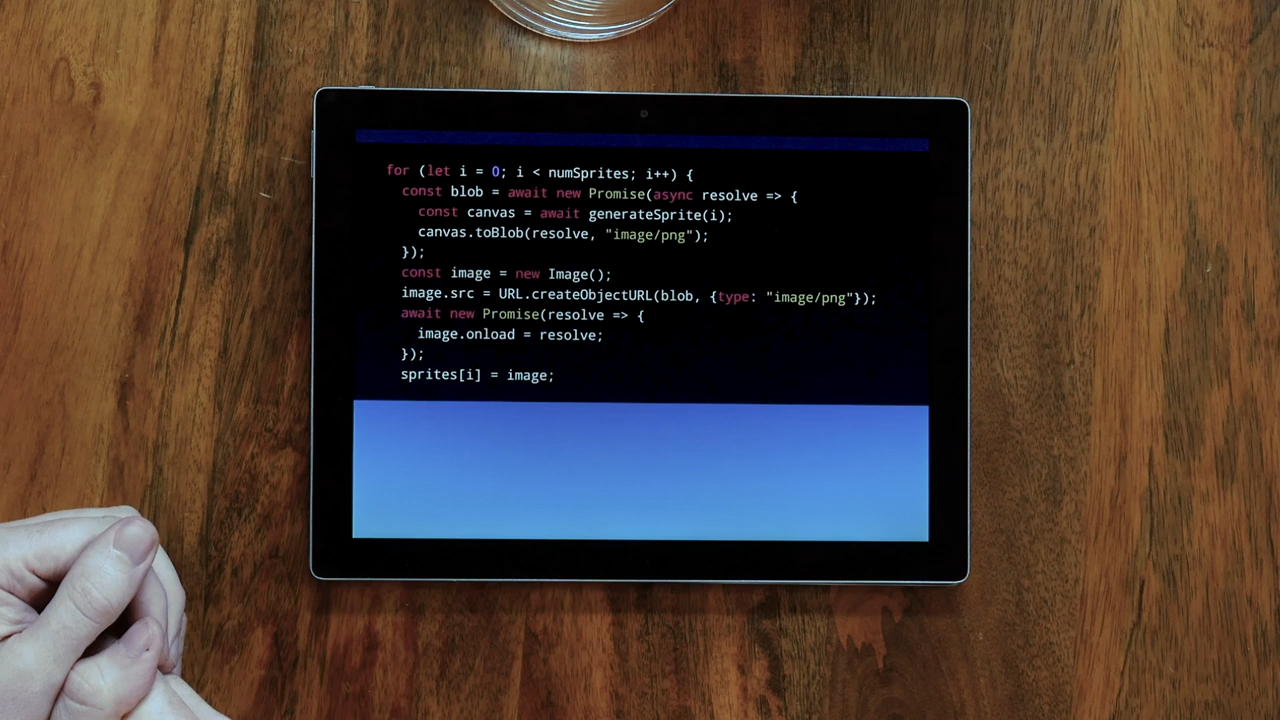 for (let i = 0; i < numSprites; i++) {
const blob = await new Promise(async resolve => {
const canvas = await generateSprite(i);
canvas.toBlob(resolve, "image/png");
});
const image = new Image();
image.src = URL.createObjectURL(blob, {type: "image/png"});
await new Promise(resolve => {
image.onload = resolve;
});
sprites[i] = image;